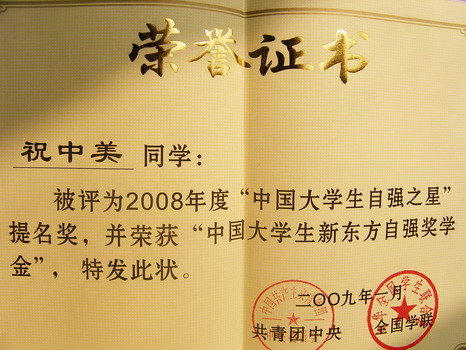 荣誉证书
祝中美 同学：
被评为2008年度“中国大学生自强之星”
提名奖，并荣获“中国大学生新东方自强奖学
金”，特发此状。
二〇〇九年一月
共青团中央 全国学联